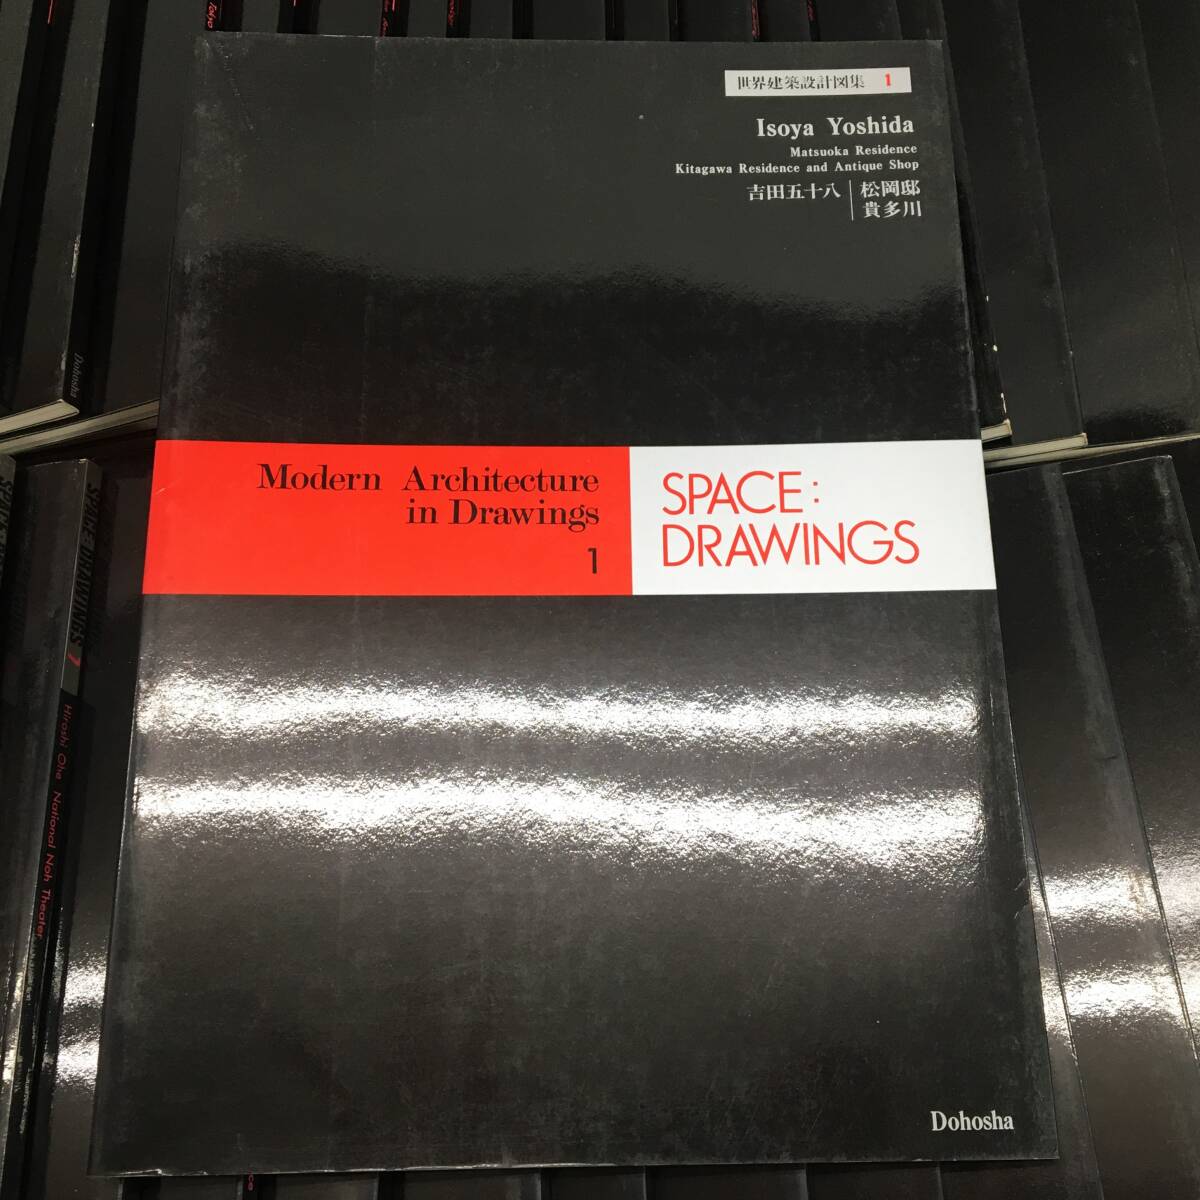 世界建築設計図集 1
Isoya Yoshida
Matsuoka Residence
Kitagawa Residence and Antique Shop
吉田五十八 松岡邸
貴多川
Modern Architecture
in Drawings
1
SPACE:
DRAWINGS
Dohosha
Dohosha
Tokyo
SPACE:DRAWINGS 7
Hiroshi Ohe National Noh Theater